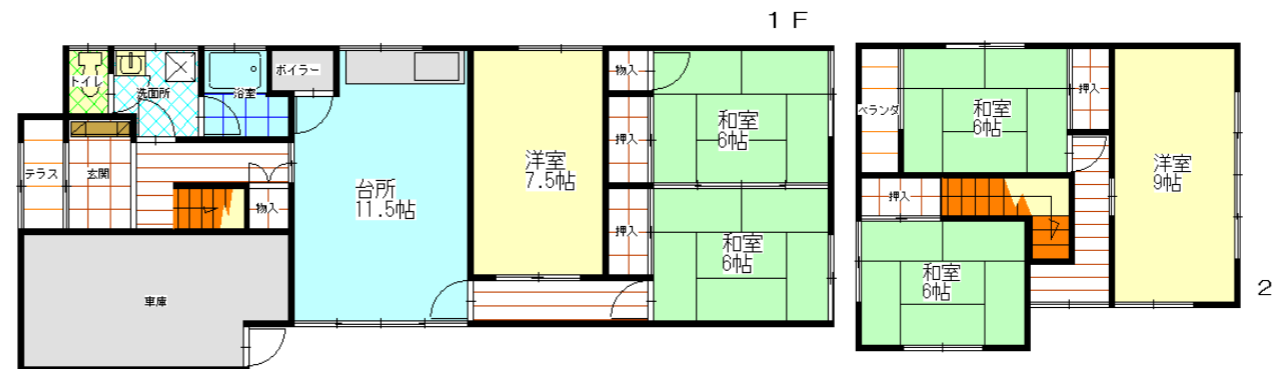 1F
トイレ
洗面所
浴室
ボイラー
物入
和室
6帖
押入
テラス
玄関
物入
台所
11.5帖
洋室
7.5帖
押入
和室
6帖
車庫
ベランダ
和室
6帖
押入
洋室
9帖
押入
和室
6帖
2